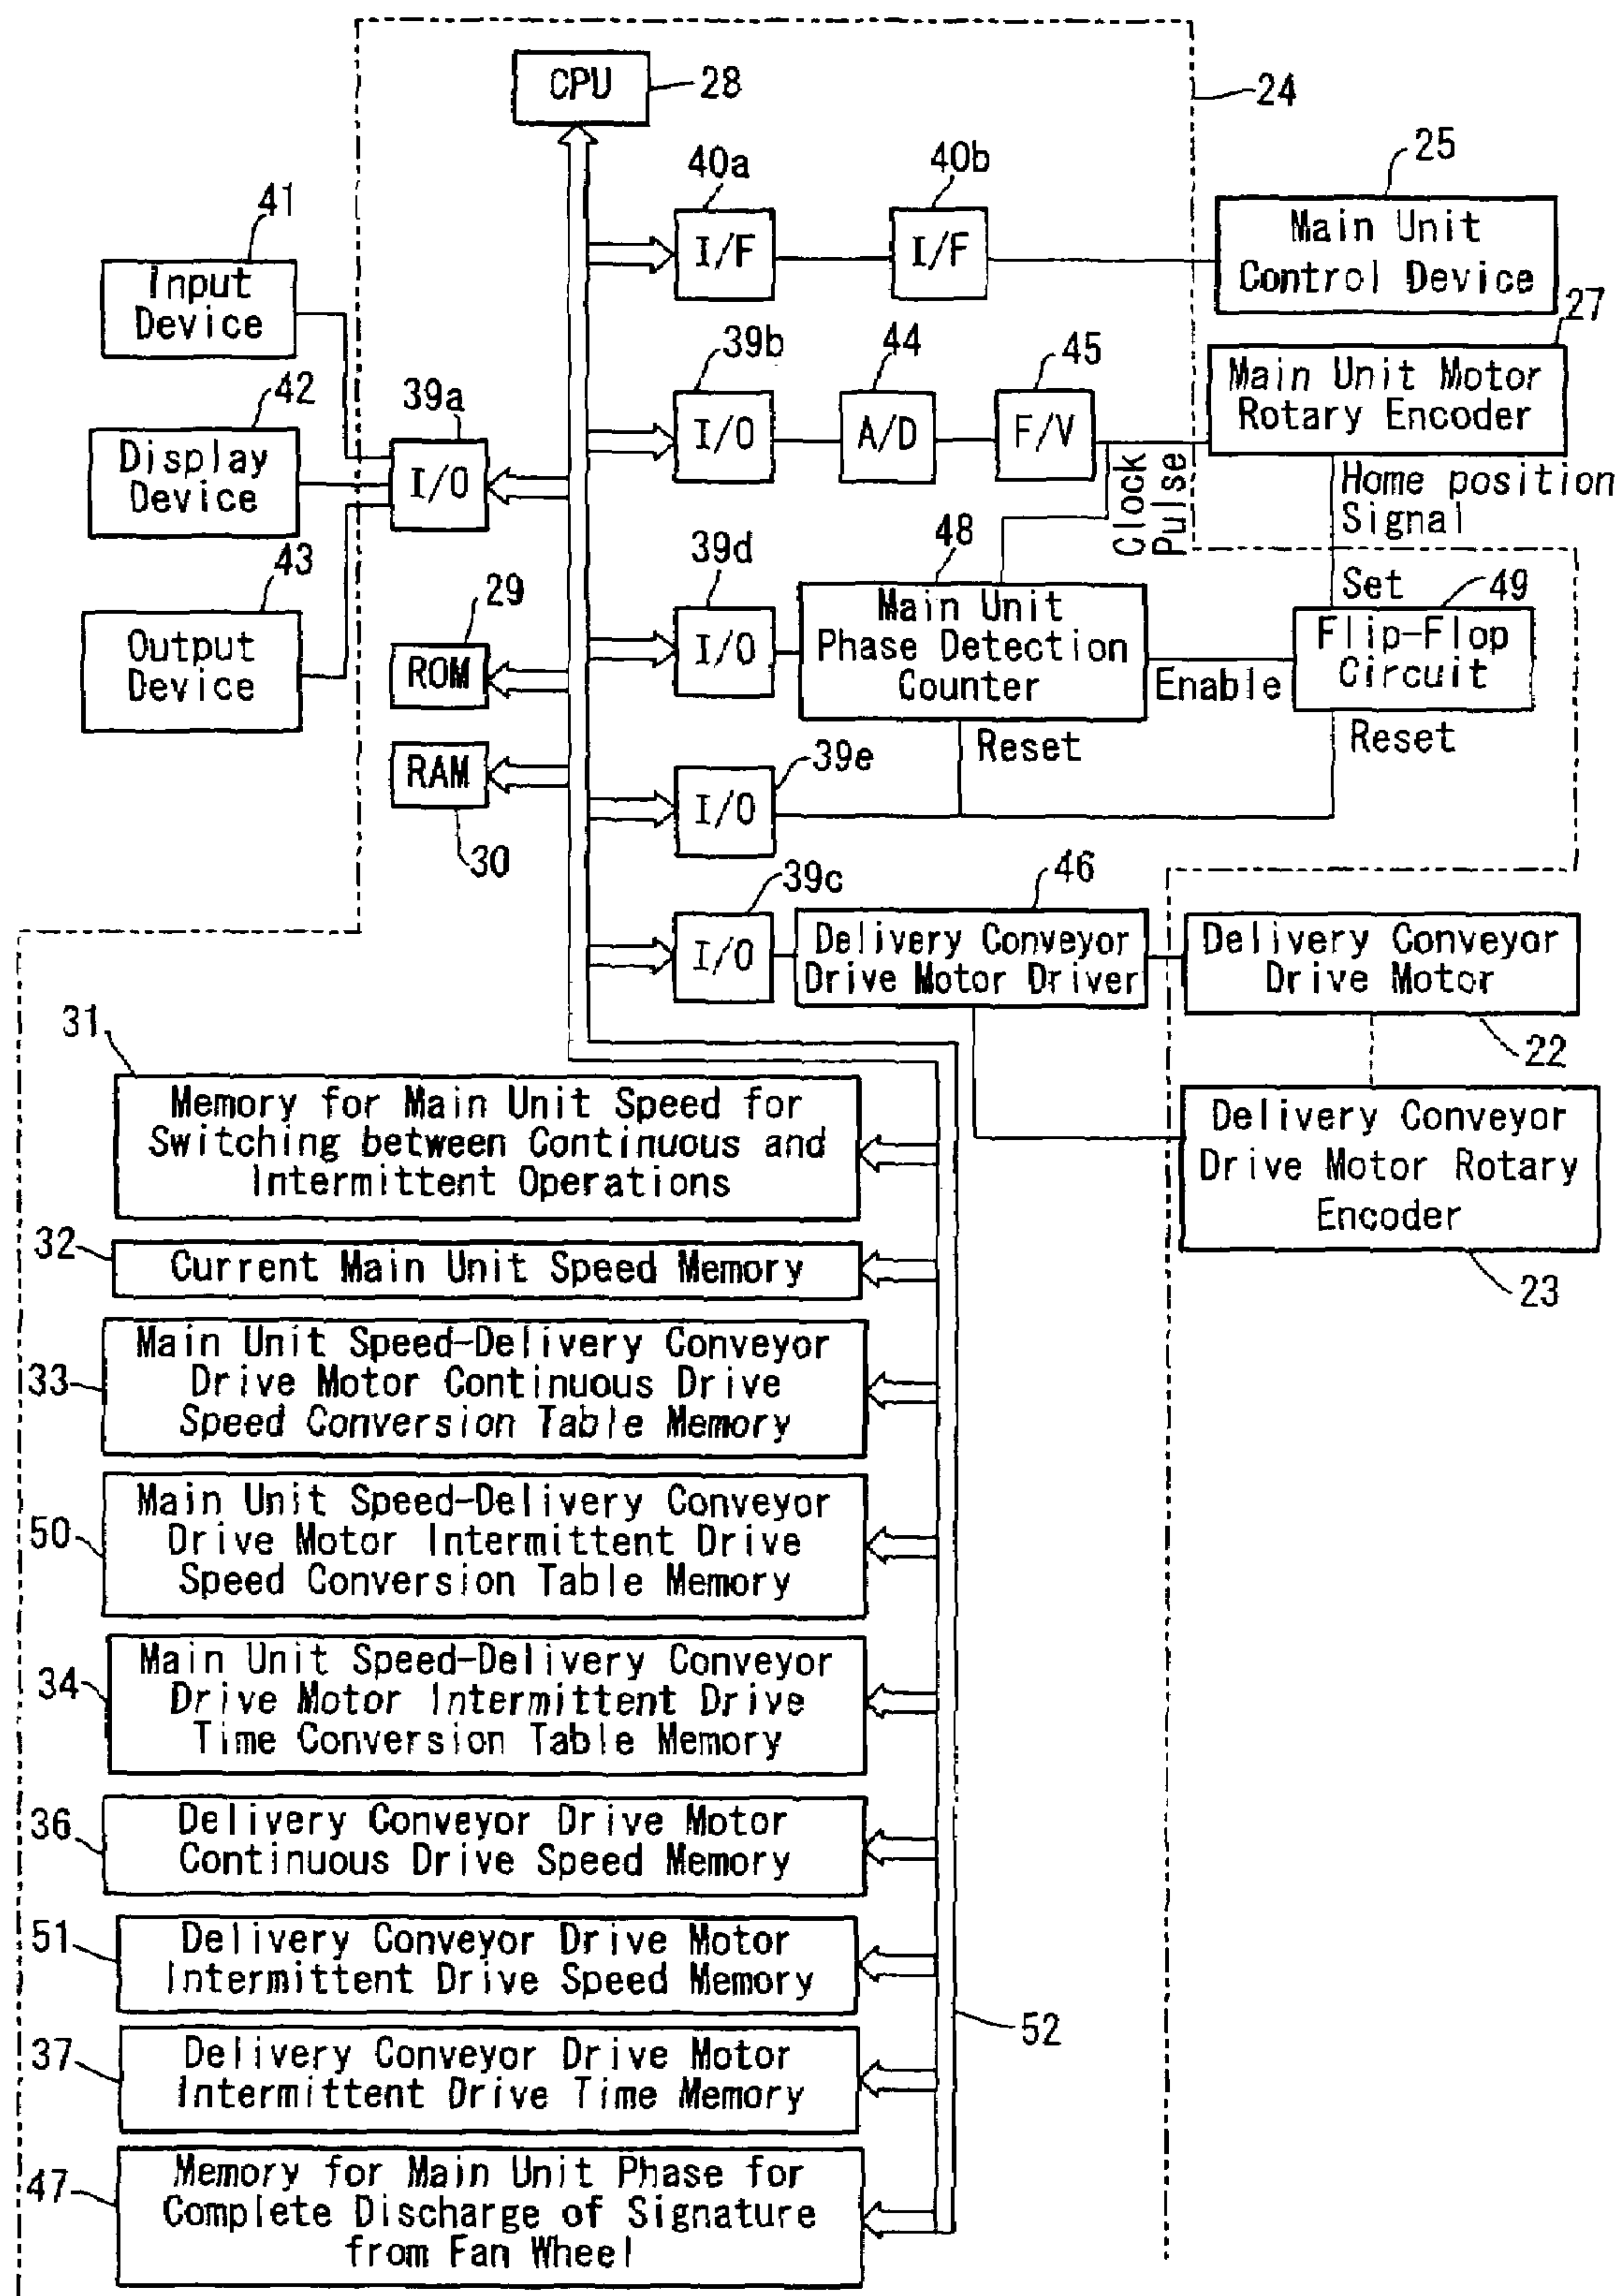 CPU
28
24
25
40a
40b
41
I/F
I/F
Main Unit
Control Device
Input
Device
27
39b
44
45
42
39a
Main Unit Motor
Rotary Encoder
I/O
A/D
F/V
Display
Device
I/O
Clock
Pulse
Home position
Signal
43
39d
48
29
Set
49
Output
Device
ROM
I/O
Main Unit
Phase Detection
Counter
Enable
Flip-Flop
Circuit
Reset
Reset
RAM
39e
I/O
30
39c
46
I/O
Delivery Conveyor
Drive Motor Driver
Delivery Conveyor
Drive Motor
22
31
Memory for Main Unit Speed for
Switching between Continuous and
Intermittent Operations
Delivery Conveyor
Drive Motor Rotary
Encoder
23
32
Current Main Unit Speed Memory
33
Main Unit Speed-Delivery Conveyor
Drive Motor Continuous Drive
Speed Conversion Table Memory
50
Main Unit Speed-Delivery Conveyor
Drive Motor Intermittent Drive
Speed Conversion Table Memory
34
Main Unit Speed-Delivery Conveyor
Drive Motor Intermittent Drive
Time Conversion Table Memory
36
Delivery Conveyor Drive Motor
Continuous Drive Speed Memory
51
Delivery Conveyor Drive Motor
Intermittent Drive Speed Memory
52
37
Delivery Conveyor Drive Motor
Intermittent Drive Time Memory
47
Memory for Main Unit Phase for
Complete Discharge of Signature
from Fan Wheel